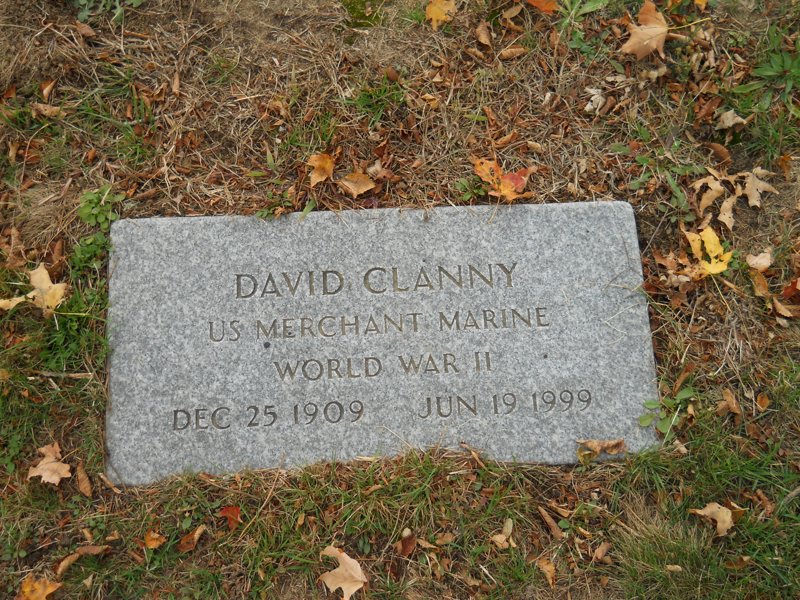 DAVID CLANNY
US MERCHANT MARINE
WORLD WAR II
DEC 25 1909 JUN 19 1999